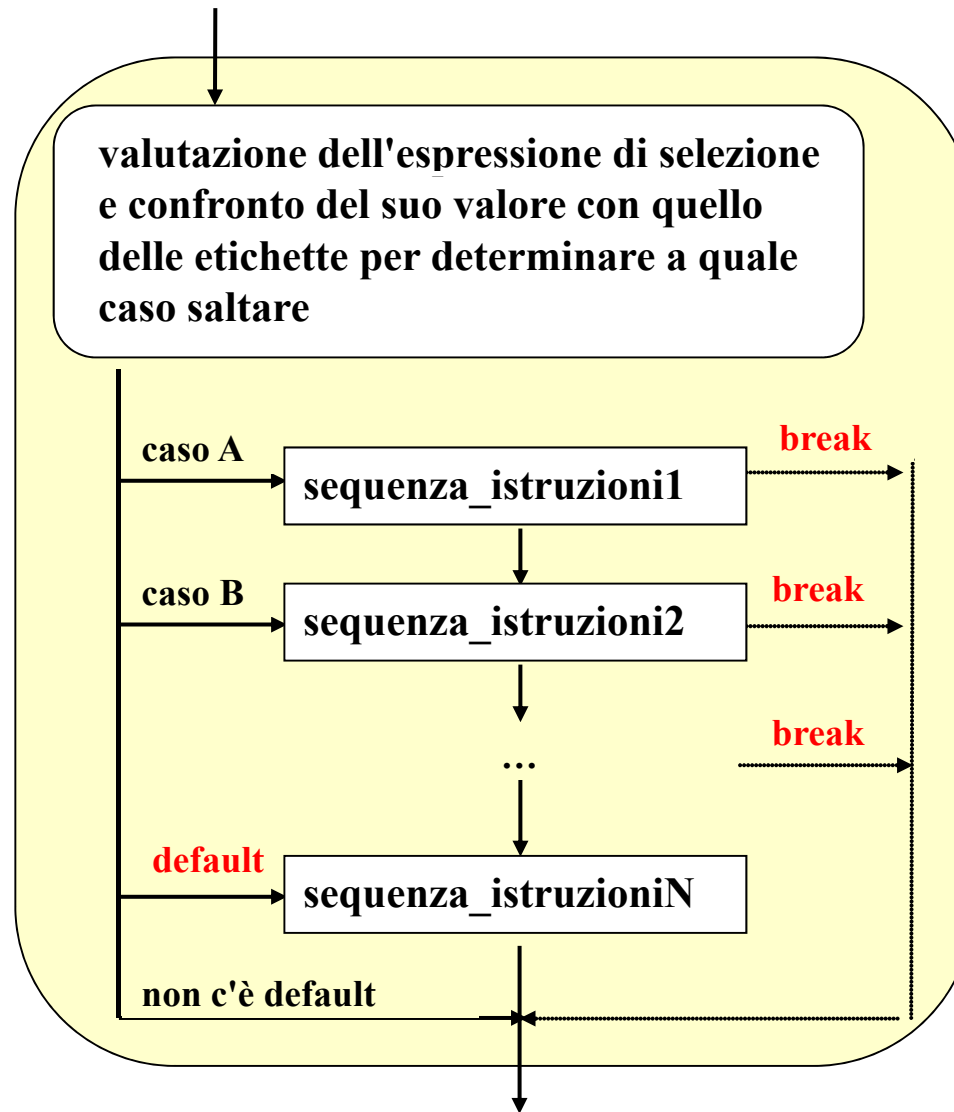 valutazione dell'espressione di selezione
e confronto del suo valore con quello
delle etichette per determinare a quale
caso saltare
caso A
sequenza_istruzioni1
break
caso B
sequenza_istruzioni2
break
...
break
default
sequenza_istruzioniN
non c'è default